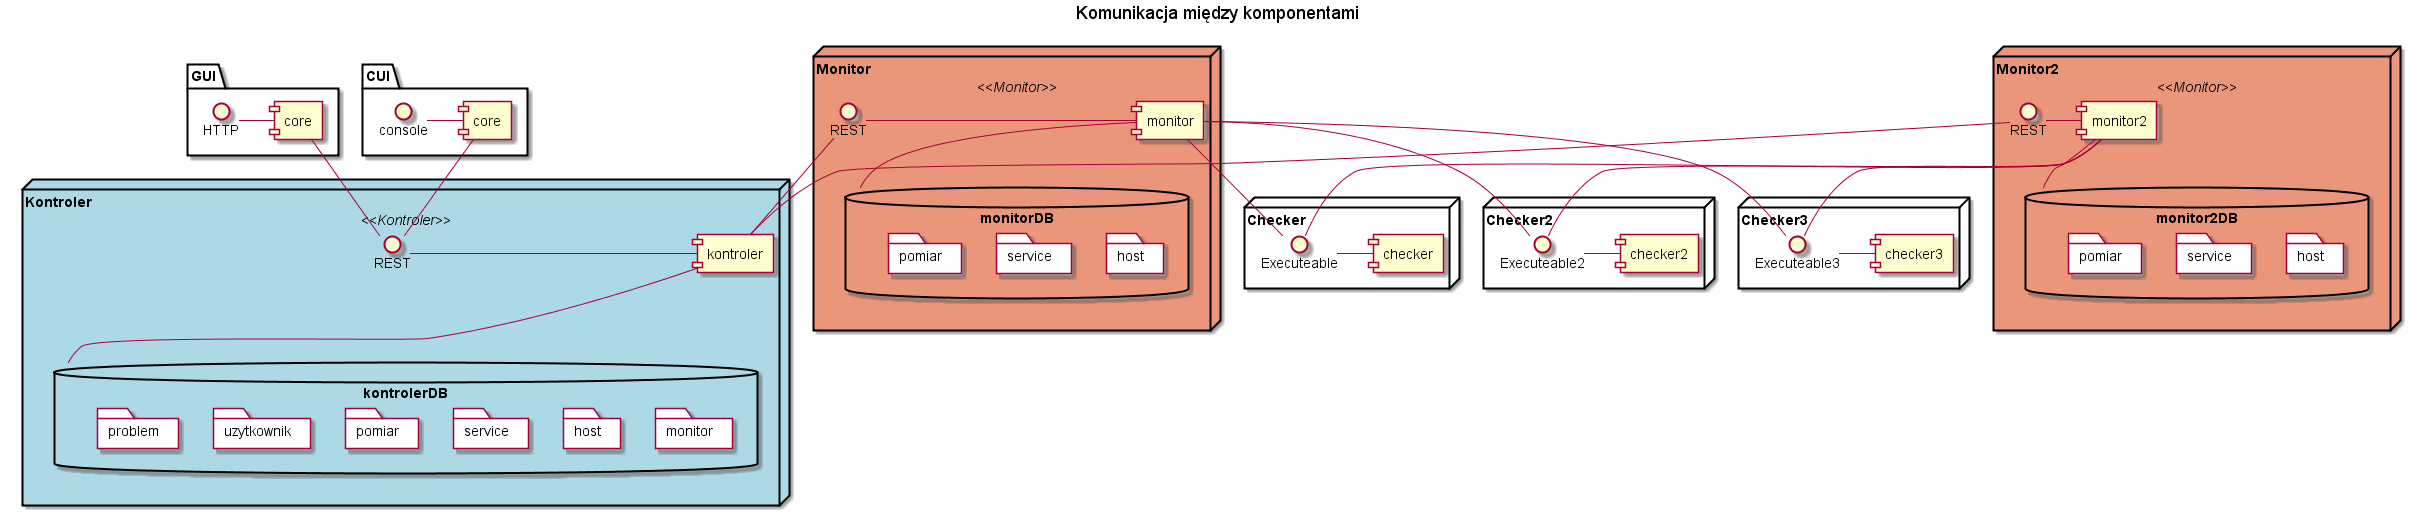 Komunikacja między komponentami
GUI
HTTP
core
CUI
console
core
Monitor
<<Monitor>>
REST
monitor
monitorDB
pomiar
service
host
Monitor2
<<Monitor>>
REST
monitor2
monitor2DB
pomiar
service
host
Kontroler
<<Kontroler>>
REST
kontroler
kontrolerDB
problem
uzytkownik
pomiar
service
host
monitor
Checker
Executeable
checker
Checker2
Executeable2
checker2
Checker3
Executeable3
checker3